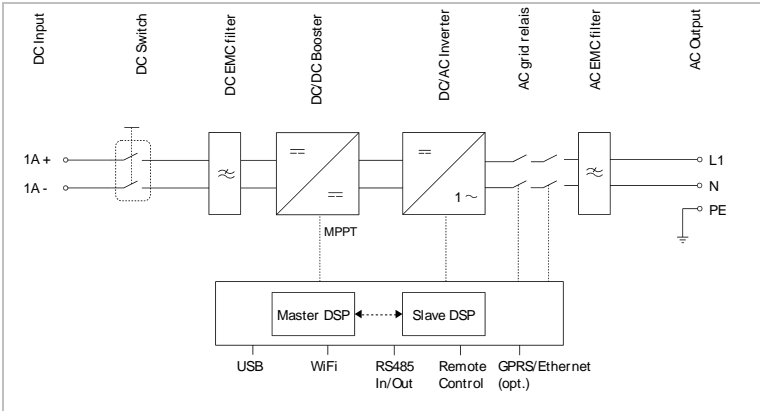 DC Input
DC Switch
DC EMC filter
DC/DC Booster
DC/AC Inverter
AC grid relais
AC EMC filter
AC Output
1A +
1A -
L1
N
PE
1 ~
MPPT
Master DSP
Slave DSP
USB
WiFi
RS485
In/Out
Remote
Control
GPRS/Ethernet
(opt.)